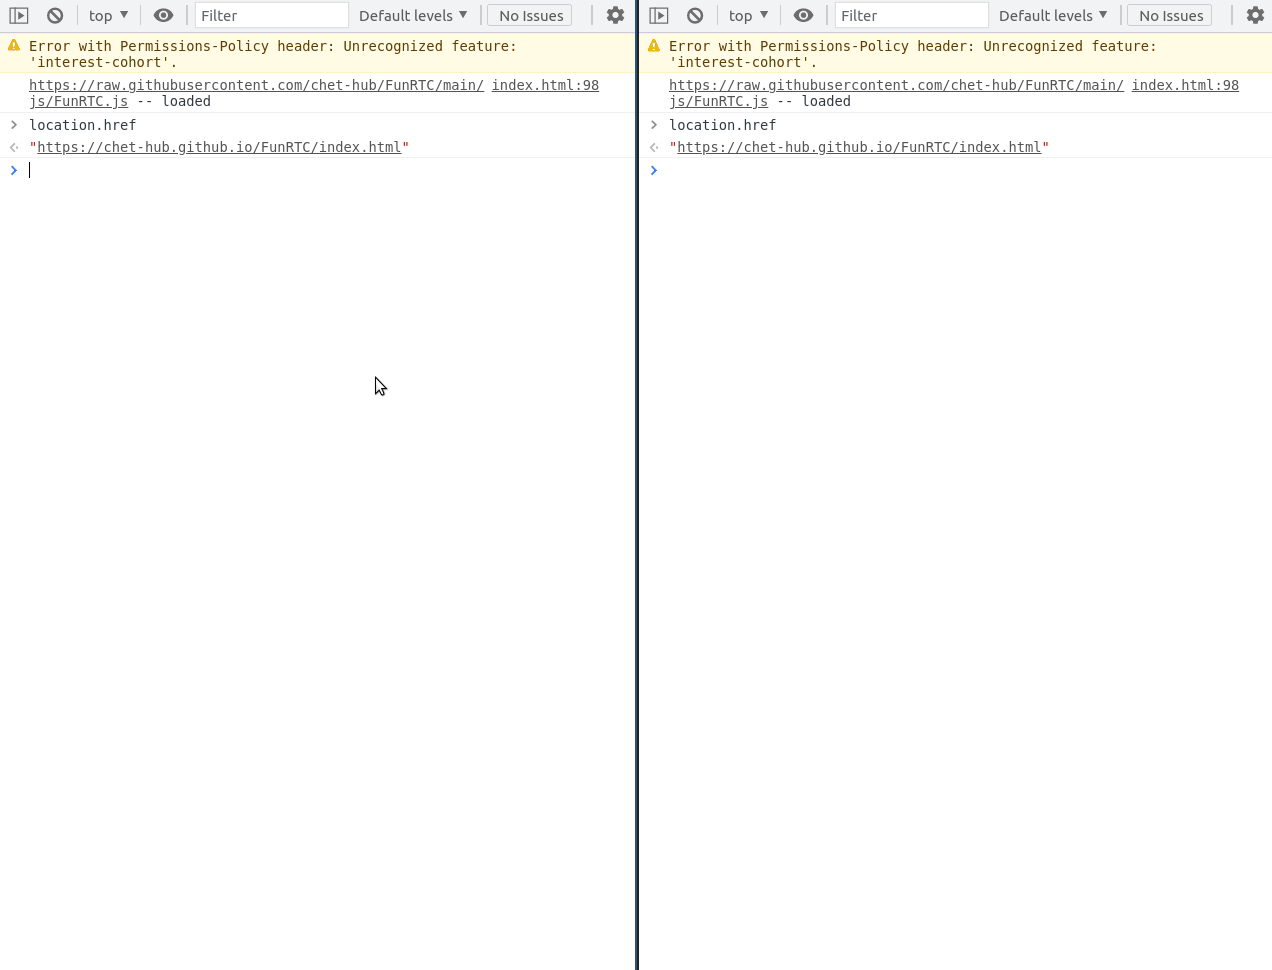 top Filter Default levels No Issues
Error with Permissions-Policy header: Unrecognized feature:
'interest-cohort'.
https://raw.githubusercontent.com/chet-hub/FunRTC/main/ index.html:98
js/FunRTC.js -- loaded
location.href
"https://chet-hub.github.io/FunRTC/index.html"
top Filter Default levels No Issues
Error with Permissions-Policy header: Unrecognized feature:
'interest-cohort'.
https://raw.githubusercontent.com/chet-hub/FunRTC/main/ index.html:98
js/FunRTC.js -- loaded
location.href
"https://chet-hub.github.io/FunRTC/index.html"